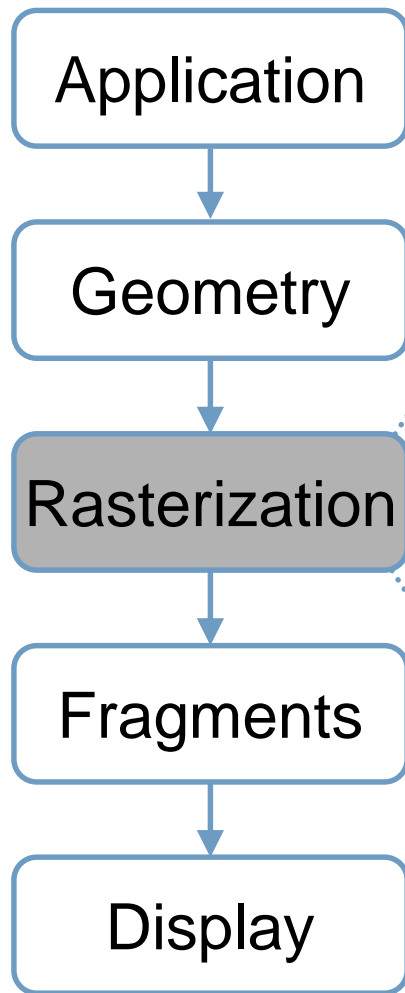 Application
Geometry
Rasterization
Fragments
Display